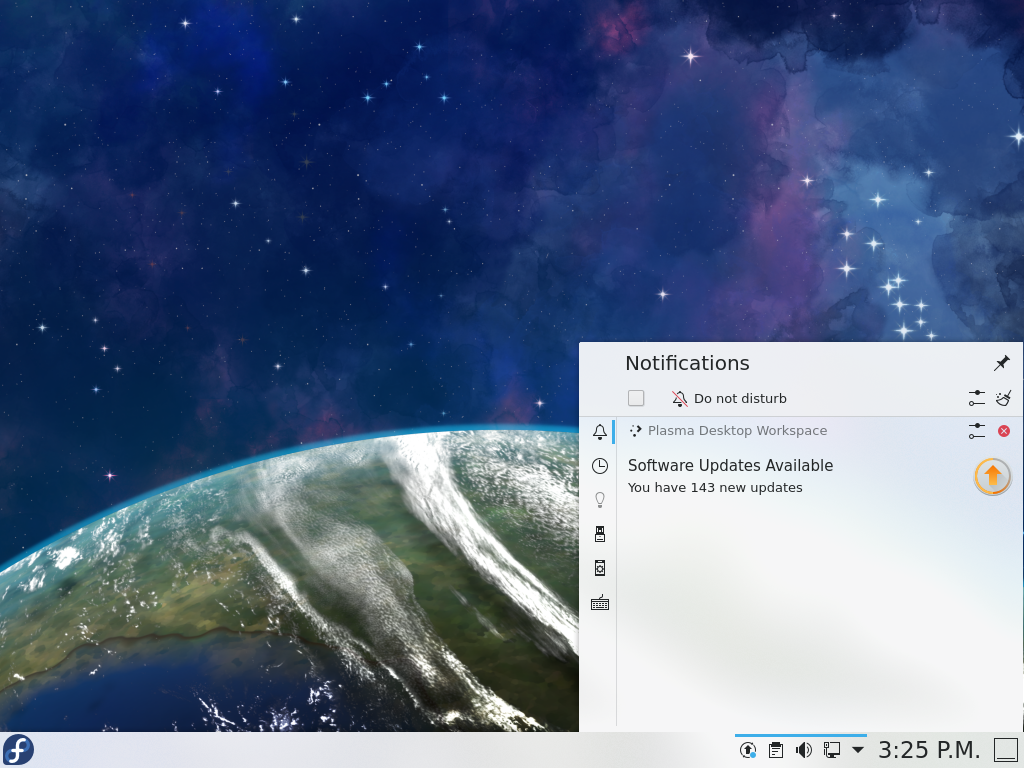 Notifications
Do not disturb
Plasma Desktop Workspace
Software Updates Available
You have 143 new updates
3:25 P.M.